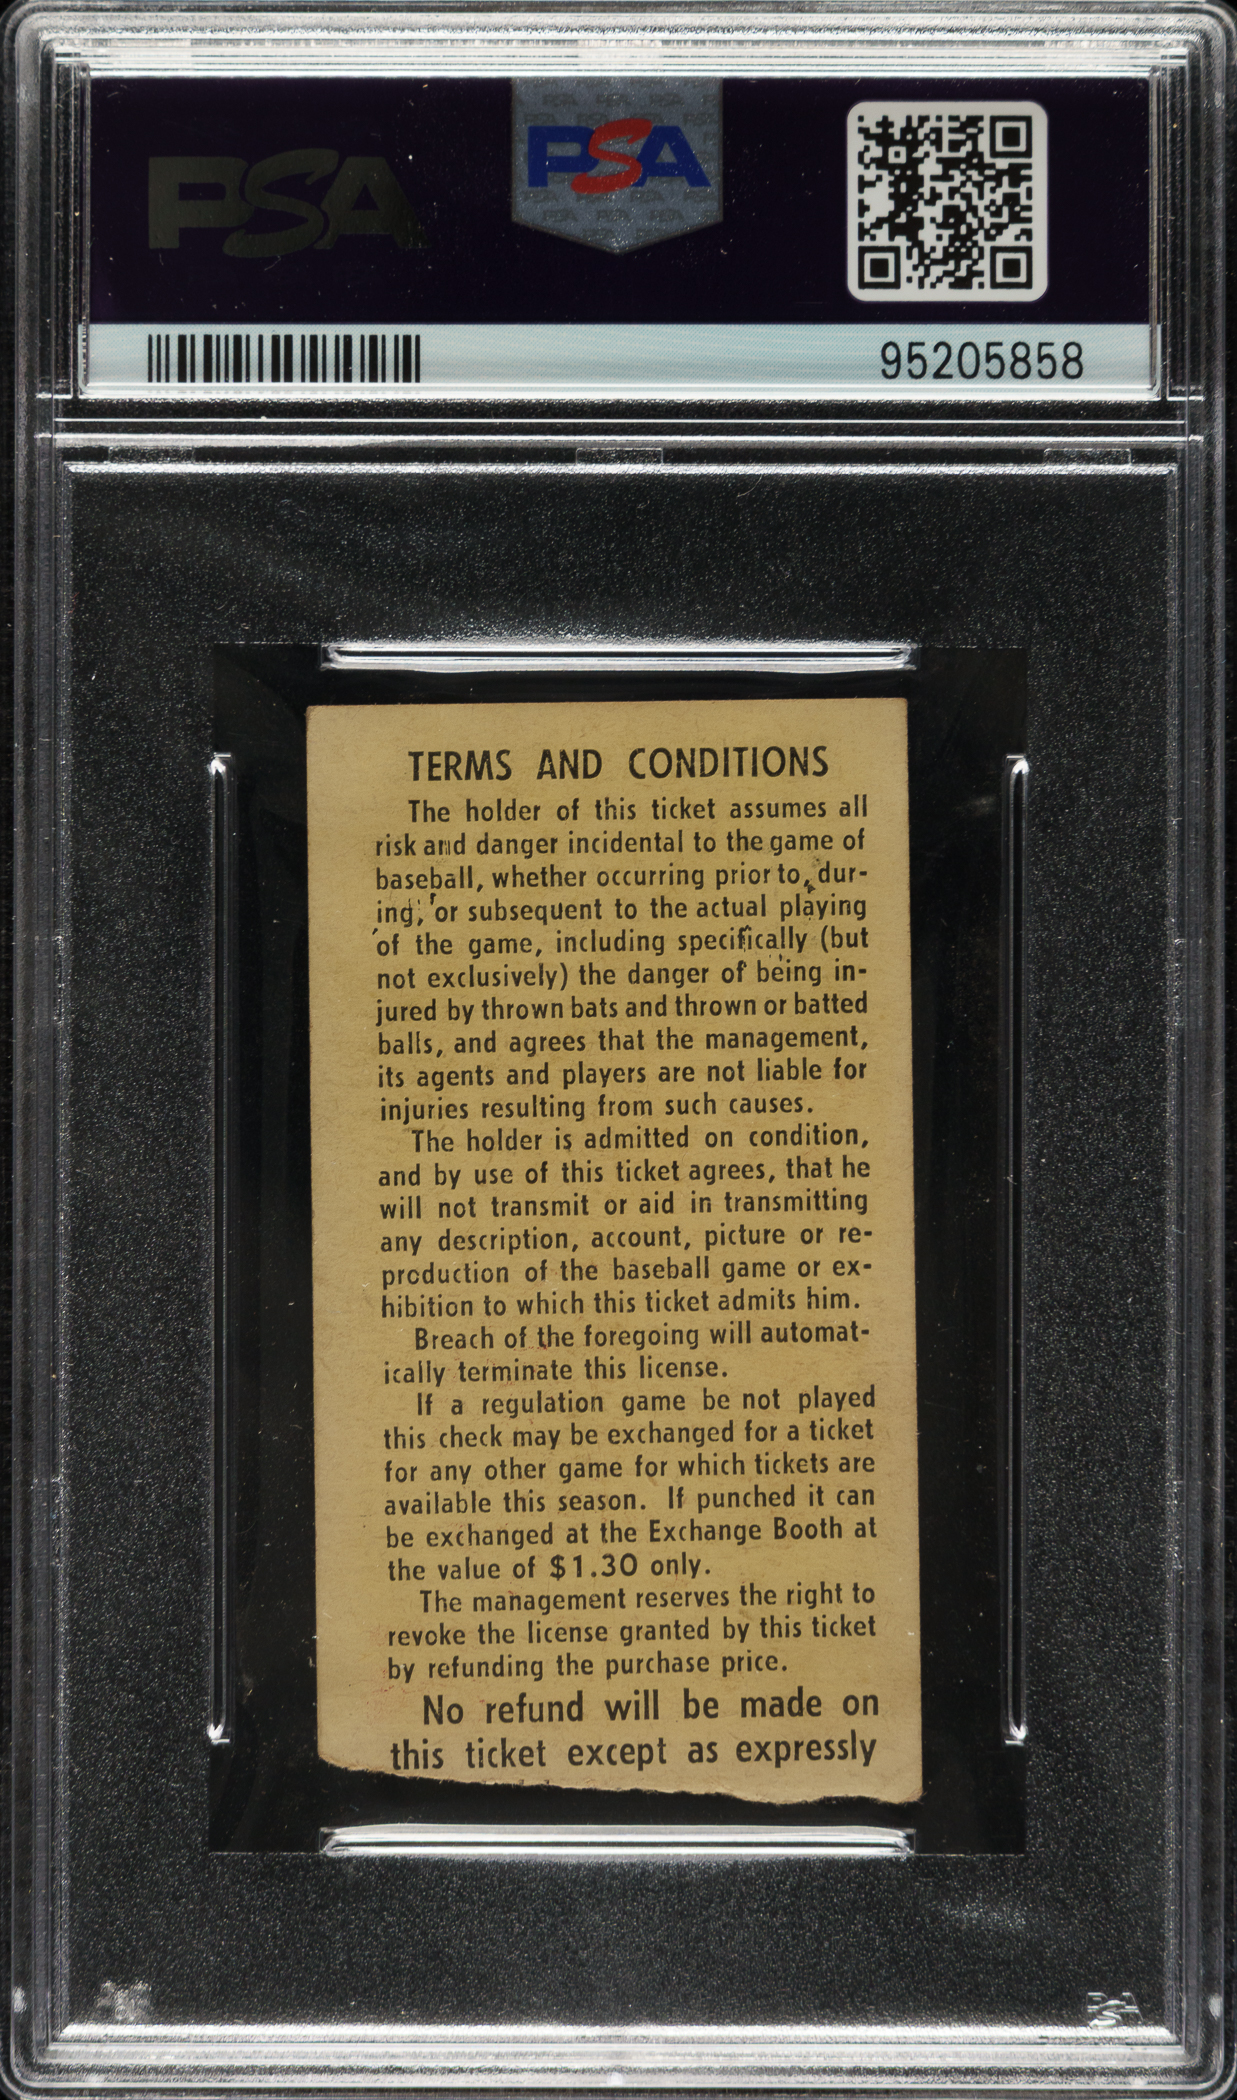 PSA
PSA
95205858
TERMS AND CONDITIONS
The holder of this ticket assumes all
risk and danger incidental to the game of
baseball, whether occurring prior to, dur-
ing, or subsequent to the actual playing
of the game, including specifically (but
not exclusively) the danger of being in-
jured by thrown bats and thrown or batted
balls, and agrees that the management,
its agents and players are not liable for
injuries resulting from such causes.
The holder is admitted on condition,
and by use of this ticket agrees, that he
will not transmit or aid in transmitting
any description, account, picture or re-
production of the baseball game or ex-
hibition to which this ticket admits him.
Breach of the foregoing will automat-
ically terminate this license.
If a regulation game be not played
this check may be exchanged for a ticket
for any other game for which tickets are
available this season. If punched it can
be exchanged at the Exchange Booth at
the value of $1.30 only.
The management reserves the right to
revoke the license granted by this ticket
by refunding the purchase price.
No refund will be made on
this ticket except as expressly
PSA